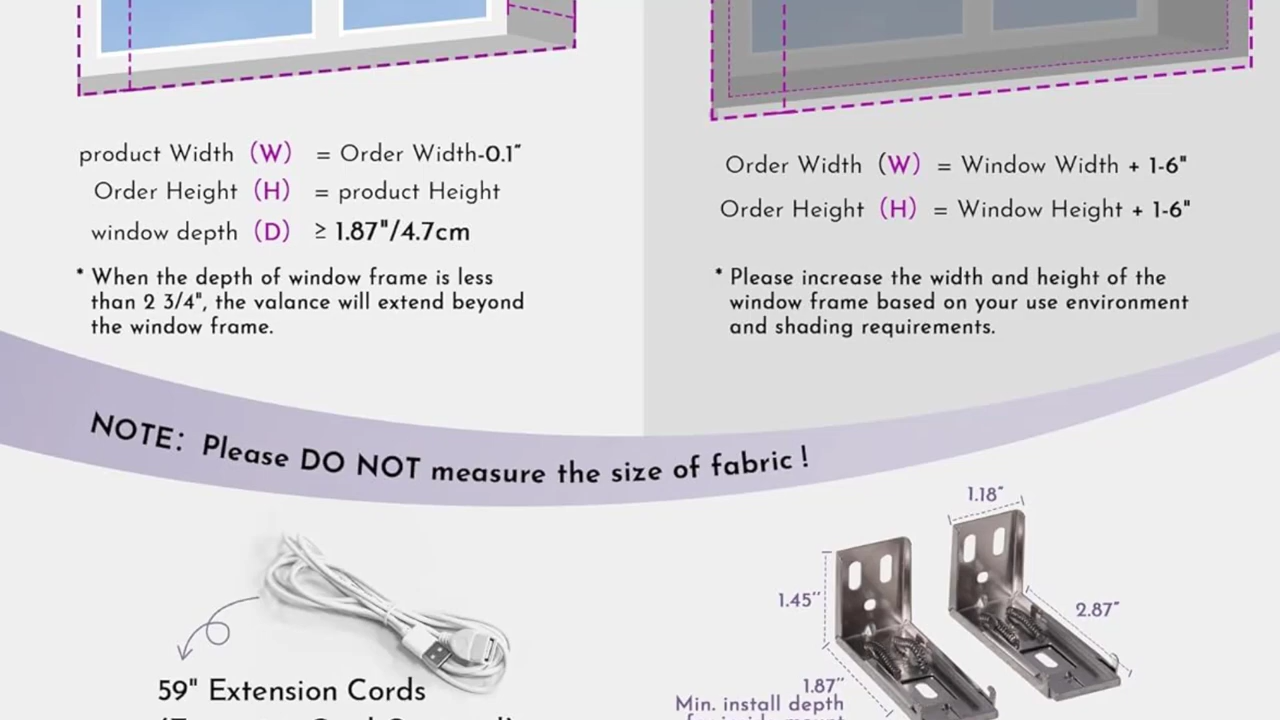 product Width (W) = Order Width-0.1"
Order Height (H) = product Height
window depth (D) ≥ 1.87"/4.7cm
* When the depth of window frame is less
than 2 3/4", the valance will extend beyond
the window frame.
Order Width (W) = Window Width + 1-6"
Order Height (H) = Window Height + 1-6"
* Please increase the width and height of the
window frame based on your use environment
and shading requirements.
NOTE: Please DO NOT measure the size of fabric !
59" Extension Cords
1.18"
1.45''
2.87"
1.87''
Min. install depth